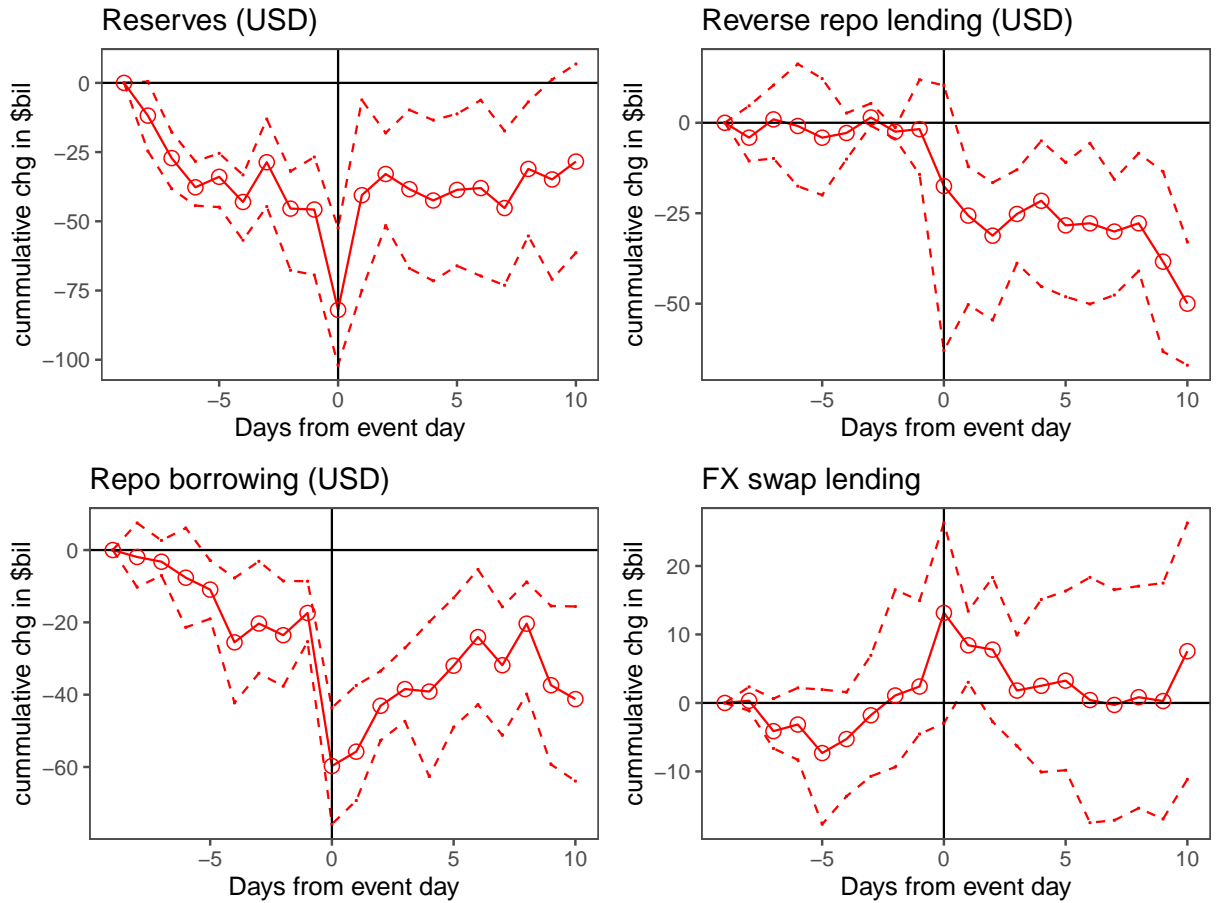 Reserves (USD)
cummulative chg in $bil
0
−25
−50
−75
−100
−5 0 5 10
Days from event day
Reverse repo lending (USD)
cummulative chg in $bil
0
−25
−50
−5 0 5 10
Days from event day
Repo borrowing (USD)
cummulative chg in $bil
0
−20
−40
−60
−5 0 5 10
Days from event day
FX swap lending
cummulative chg in $bil
20
10
0
−10
−5 0 5 10
Days from event day